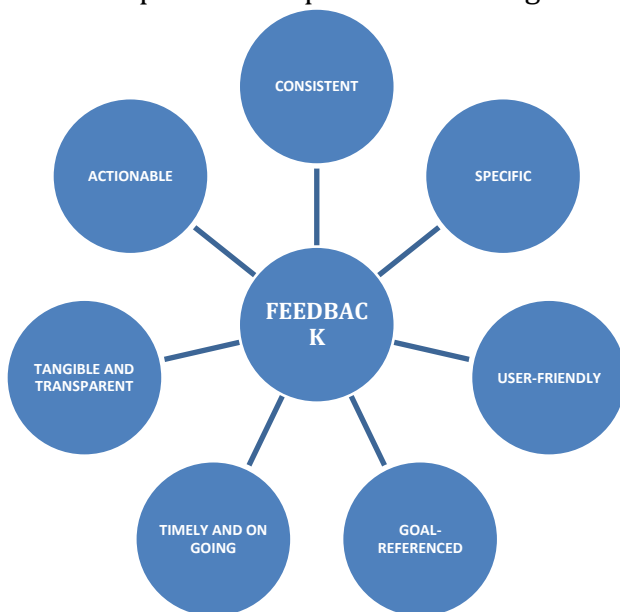 CONSISTENT
SPECIFIC
USER-FRIENDLY
GOAL-
REFERENCED
TIMELY AND ON
GOING
TANGIBLE AND
TRANSPARENT
ACTIONABLE
FEEDBAC
K